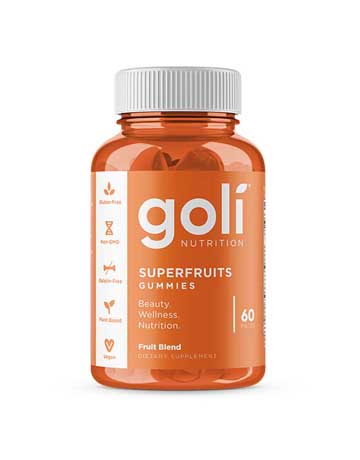 goli
NUTRITION
SUPERFRUITS
GUMMIES
Beauty.
Wellness.
Nutrition.
60
PIECES
Fruit Blend
DIETARY SUPPLEMENT
Gluten-Free
Non-GMO
Gelatin-Free
Plant-Based
Vegan